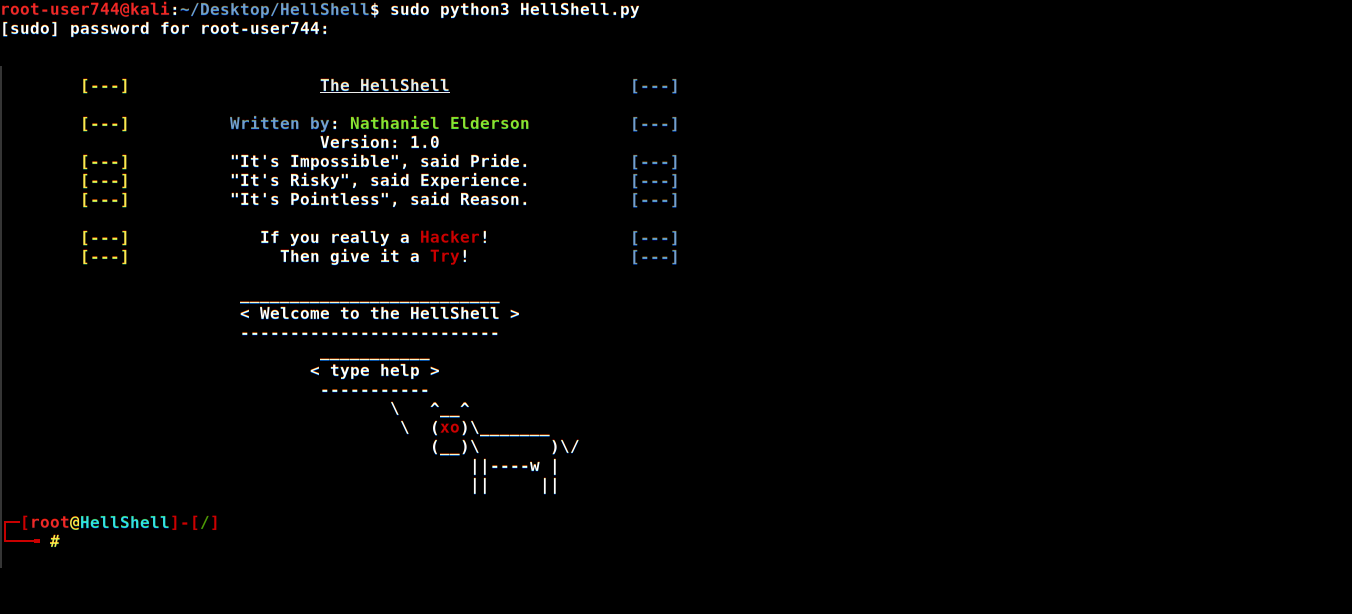 root-user744@kali:~/Desktop/HellShell$ sudo python3 HellShell.py
[sudo] password for root-user744:
[---] The HellShell [---]
[---] Written by: Nathaniel Elderson [---]
Version: 1.0
[---] "It's Impossible", said Pride. [---]
[---] "It's Risky", said Experience. [---]
[---] "It's Pointless", said Reason. [---]
[---] If you really a Hacker! [---]
[---] Then give it a Try! [---]
__________________________
< Welcome to the HellShell >
--------------------------
___________
< type help >
-----------
\   ^__^
\  (xo)\_______
(__)\       )\/
||----w |
||     ||
┌─[root@HellShell]-[/]
└──╼ #